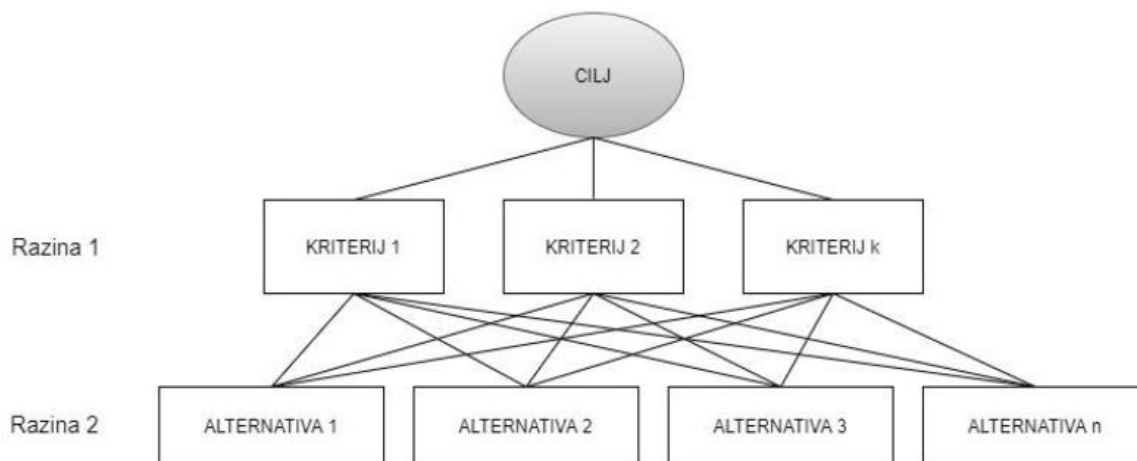 CILJ
Razina 1
KRITERIJ 1
KRITERIJ 2
KRITERIJ k
Razina 2
ALTERNATIVA 1
ALTERNATIVA 2
ALTERNATIVA 3
ALTERNATIVA n